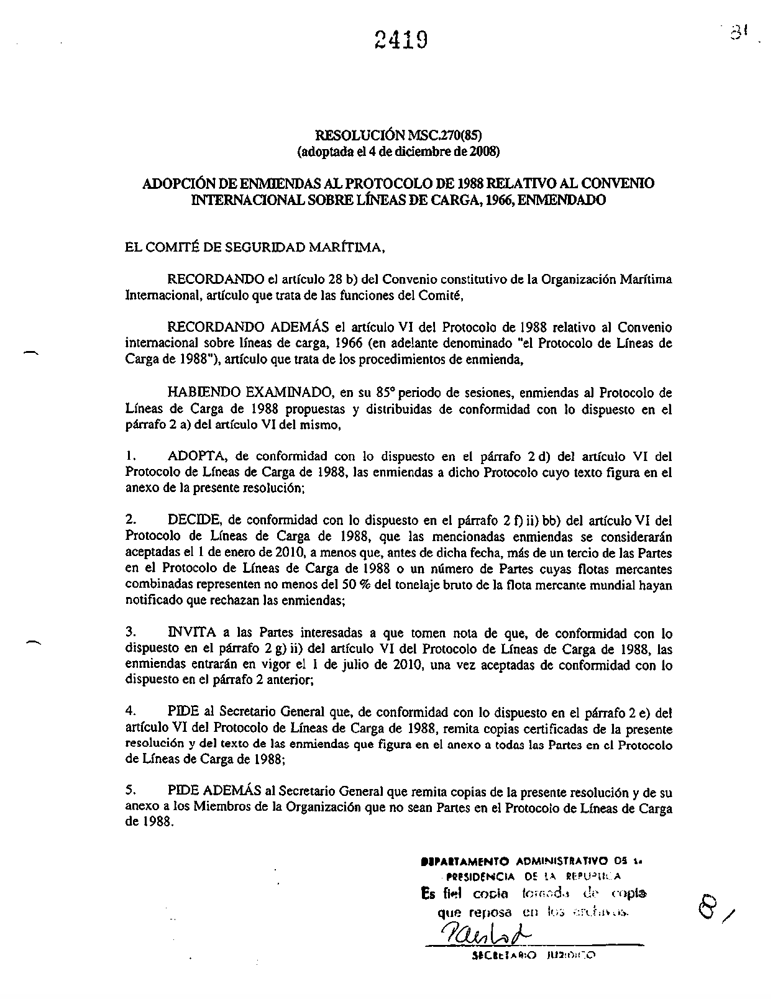 2419
81
RESOLUCIÓN MSC.270(85)
(adoptada el 4 de diciembre de 2008)
ADOPCIÓN DE ENMIENDAS AL PROTOCOLO DE 1988 RELATIVO AL CONVENIO
INTERNACIONAL SOBRE LÍNEAS DE CARGA, 1966, ENMENDADO
EL COMITÉ DE SEGURIDAD MARÍTIMA,
RECORDANDO el artículo 28 b) del Convenio constitutivo de la Organización Marítima
Internacional, artículo que trata de las funciones del Comité,
RECORDANDO ADEMÁS el artículo VI del Protocolo de 1988 relativo al Convenio
internacional sobre líneas de carga, 1966 (en adelante denominado "el Protocolo de Líneas de
Carga de 1988"), artículo que trata de los procedimientos de enmienda,
HABIENDO EXAMINADO, en su 85º periodo de sesiones, enmiendas al Protocolo de
Líneas de Carga de 1988 propuestas y distribuidas de conformidad con lo dispuesto en el
párrafo 2 a) del artículo VI del mismo,
1. ADOPTA, de conformidad con lo dispuesto en el párrafo 2 d) del artículo VI del
Protocolo de Líneas de Carga de 1988, las enmiendas a dicho Protocolo cuyo texto figura en el
anexo de la presente resolución;
2. DECIDE, de conformidad con lo dispuesto en el párrafo 2 f) ii) bb) del artículo VI del
Protocolo de Líneas de Carga de 1988, que las mencionadas enmiendas se considerarán
aceptadas el 1 de enero de 2010, a menos que, antes de dicha fecha, más de un tercio de las Partes
en el Protocolo de Líneas de Carga de 1988 o un número de Partes cuyas flotas mercantes
combinadas representen no menos del 50 % del tonelaje bruto de la flota mercante mundial hayan
notificado que rechazan las enmiendas;
3. INVITA a las Partes interesadas a que tomen nota de que, de conformidad con lo
dispuesto en el párrafo 2 g) ii) del artículo VI del Protocolo de Líneas de Carga de 1988, las
enmiendas entrarán en vigor el 1 de julio de 2010, una vez aceptadas de conformidad con lo
dispuesto en el párrafo 2 anterior;
4. PIDE al Secretario General que, de conformidad con lo dispuesto en el párrafo 2 e) del
artículo VI del Protocolo de Líneas de Carga de 1988, remita copias certificadas de la presente
resolución y del texto de las enmiendas que figura en el anexo a todas las Partes en el Protocolo
de Líneas de Carga de 1988;
5. PIDE ADEMÁS al Secretario General que remita copias de la presente resolución y de su
anexo a los Miembros de la Organización que no sean Partes en el Protocolo de Líneas de Carga
de 1988.
DEPARTAMENTO ADMINISTRATIVO DE LA
PRESIDENCIA DE LA REPUBLICA
Es fiel copia tomada de copia
que reposa en los archivos.
SECRETARIO JURIDICO